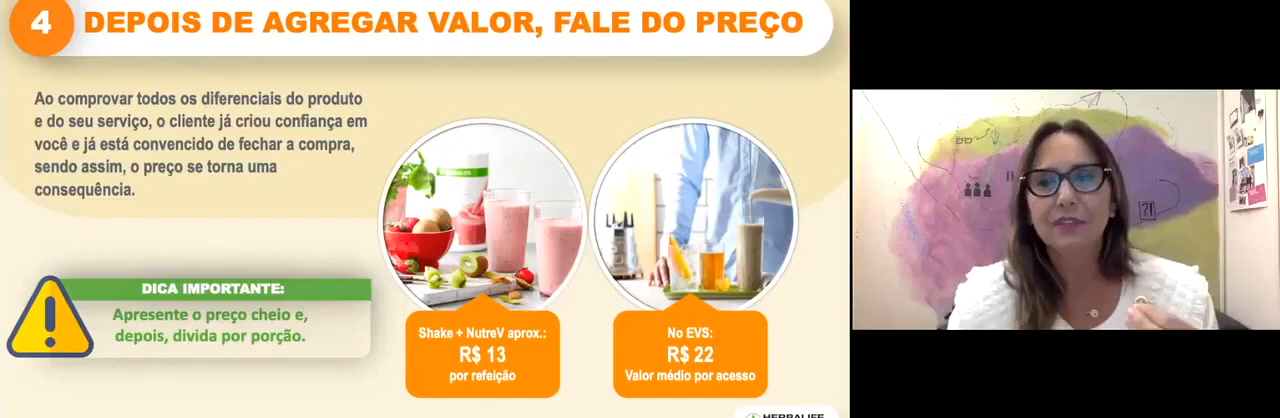 4
DEPOIS DE AGREGAR VALOR, FALE DO PREÇO
Ao comprovar todos os diferenciais do produto
e do seu serviço, o cliente já criou confiança em
você e já está convencido de fechar a compra,
sendo assim, o preço se torna uma
consequência.
DICA IMPORTANTE:
Apresente o preço cheio e,
depois, divida por porção.
HERBALIFE
Shake + NutreV aprox.:
R$ 13
por refeição
No EVS:
R$ 22
Valor médio por acesso
HERBALIFE
?!